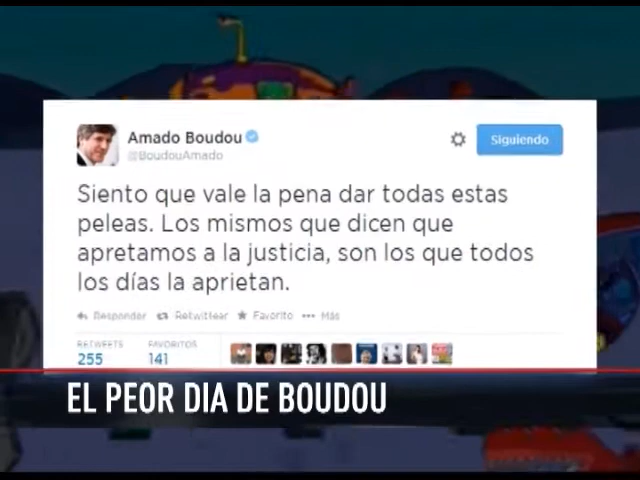 Amado Boudou
@BoudouAmado
Siguiendo
Siento que vale la pena dar todas estas
peleas. Los mismos que dicen que
apretamos a la justicia, son los que todos
los días la aprietan.
Responder Retwittear Favorito Más
RETWEETS FAVORITOS
255 141
EL PEOR DIA DE BOUDOU